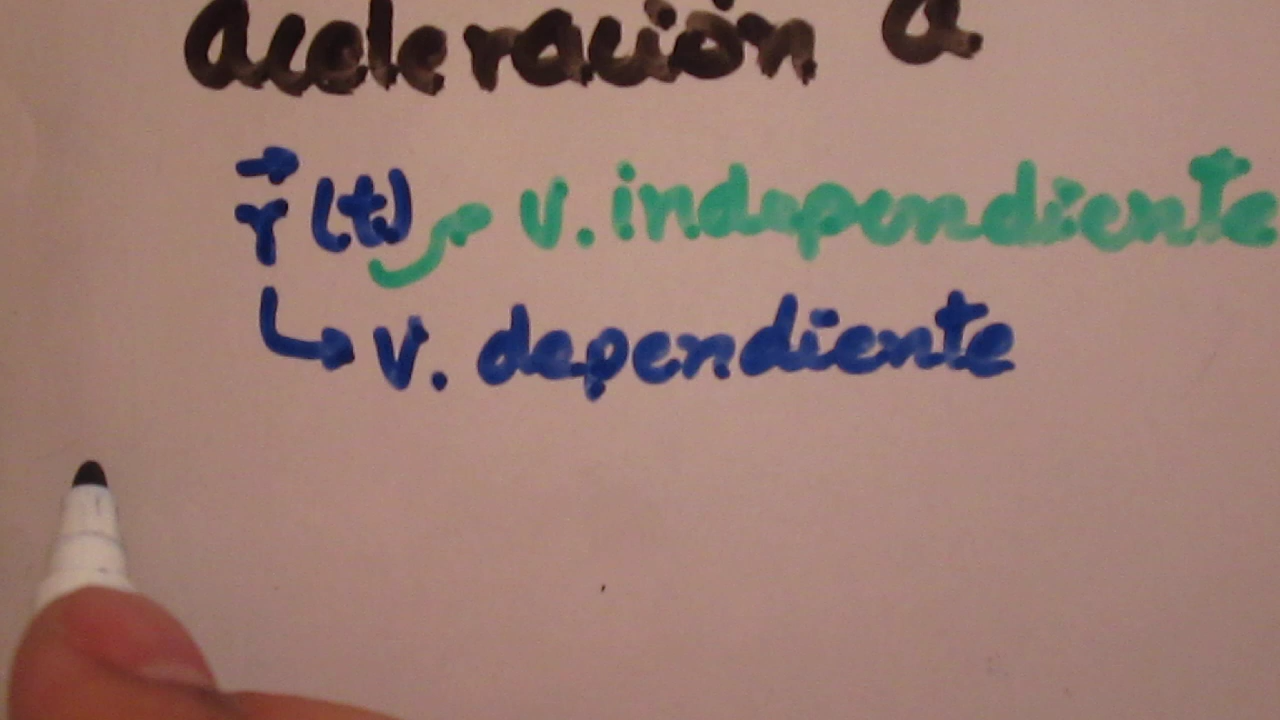 aceleración a
r⃗(t) → v. independiente
↳ v. dependiente